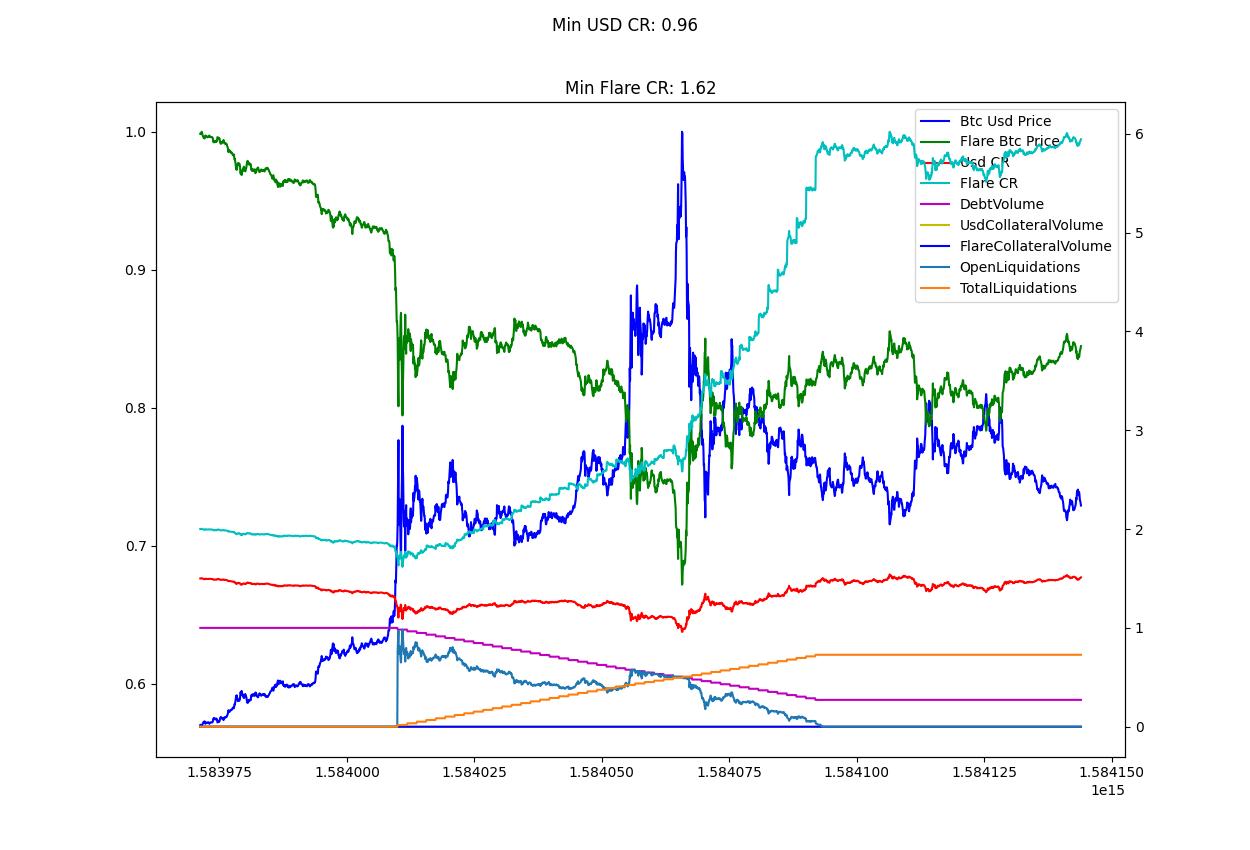 Min USD CR: 0.96
Min Flare CR: 1.62
1.0
0.9
0.8
0.7
0.6
6
5
4
3
2
1
0
Btc Usd Price
Flare Btc Price
Usd CR
Flare CR
DebtVolume
UsdCollateralVolume
FlareCollateralVolume
OpenLiquidations
TotalLiquidations
1.583975 1.584000 1.584025 1.584050 1.584075 1.584100 1.584125 1.584150
1e15